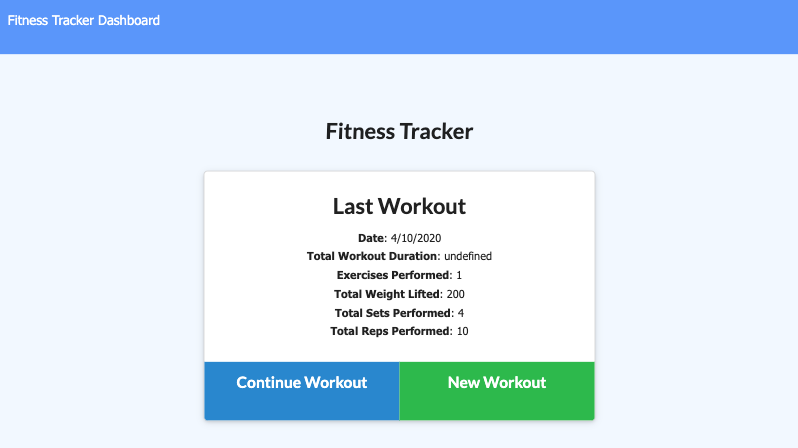 Fitness Tracker Dashboard
Fitness Tracker
Last Workout
Date: 4/10/2020
Total Workout Duration: undefined
Exercises Performed: 1
Total Weight Lifted: 200
Total Sets Performed: 4
Total Reps Performed: 10
Continue Workout
New Workout